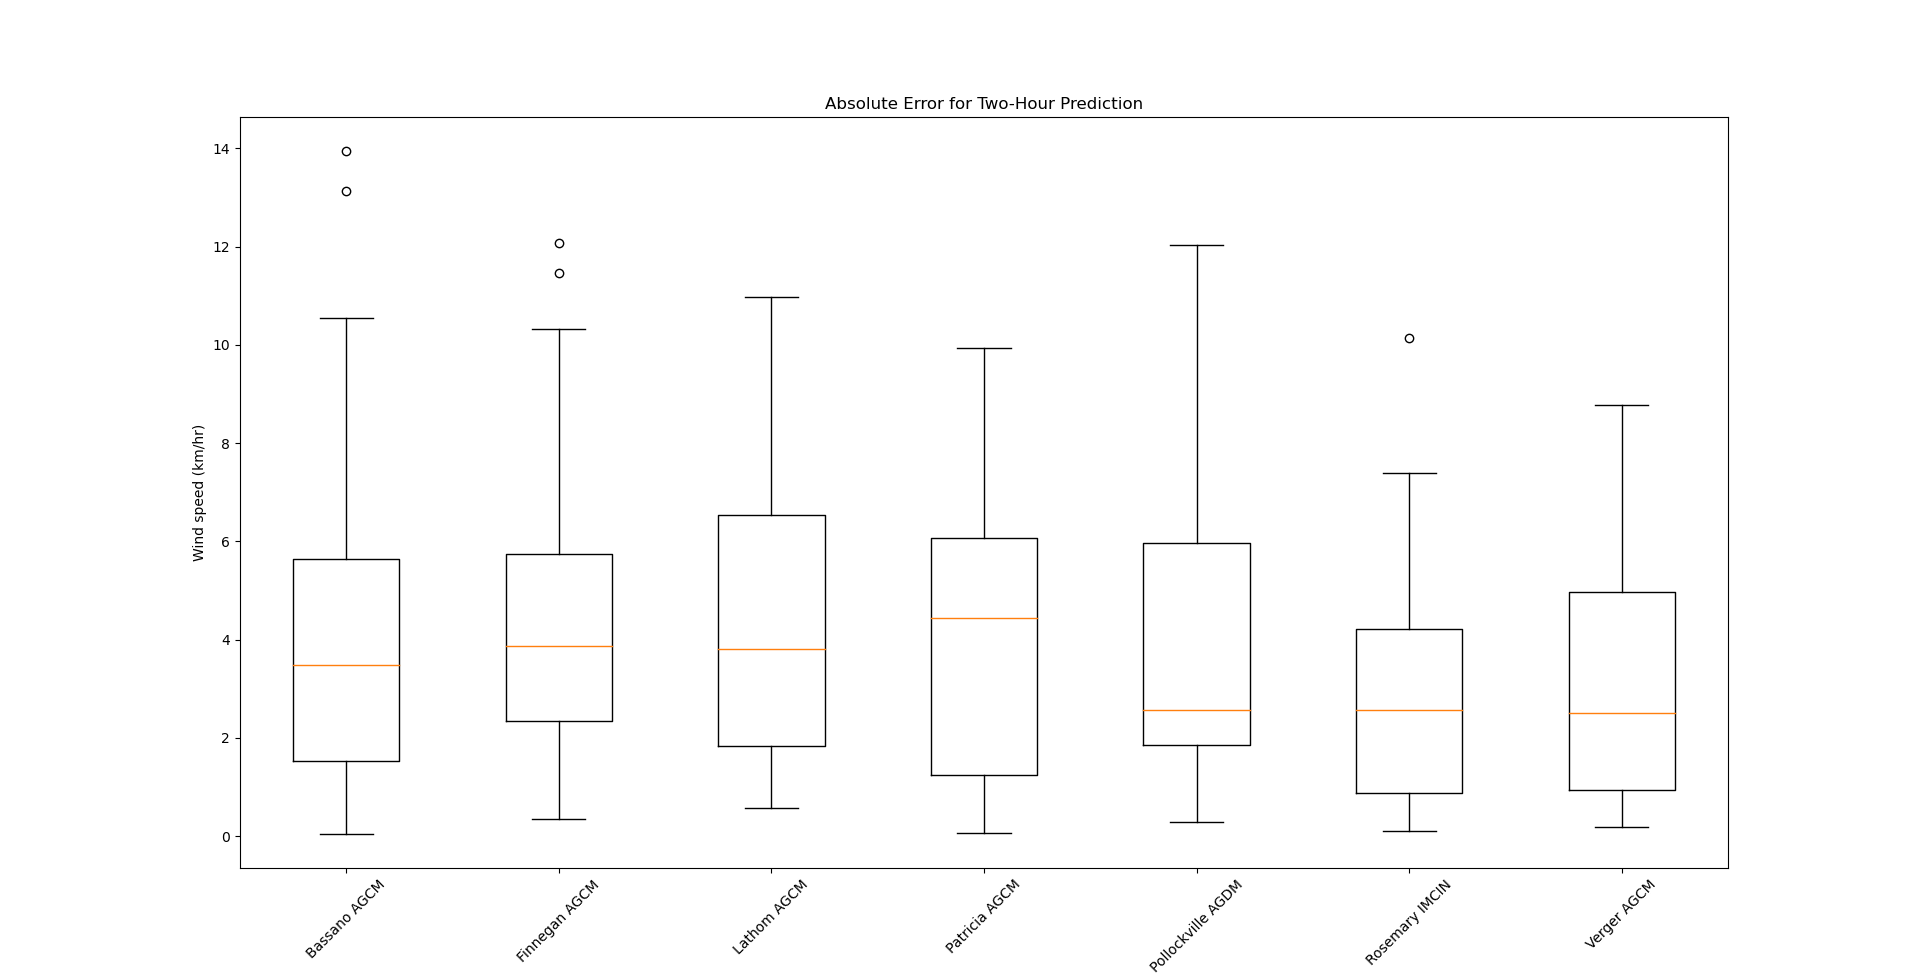 Absolute Error for Two-Hour Prediction
14
12
10
8
6
4
2
0
Wind speed (km/hr)
Bassano AGCM
Finnegan AGCM
Lathom AGCM
Patricia AGCM
Pollockville AGDM
Rosemary IMCIN
Verger AGCM